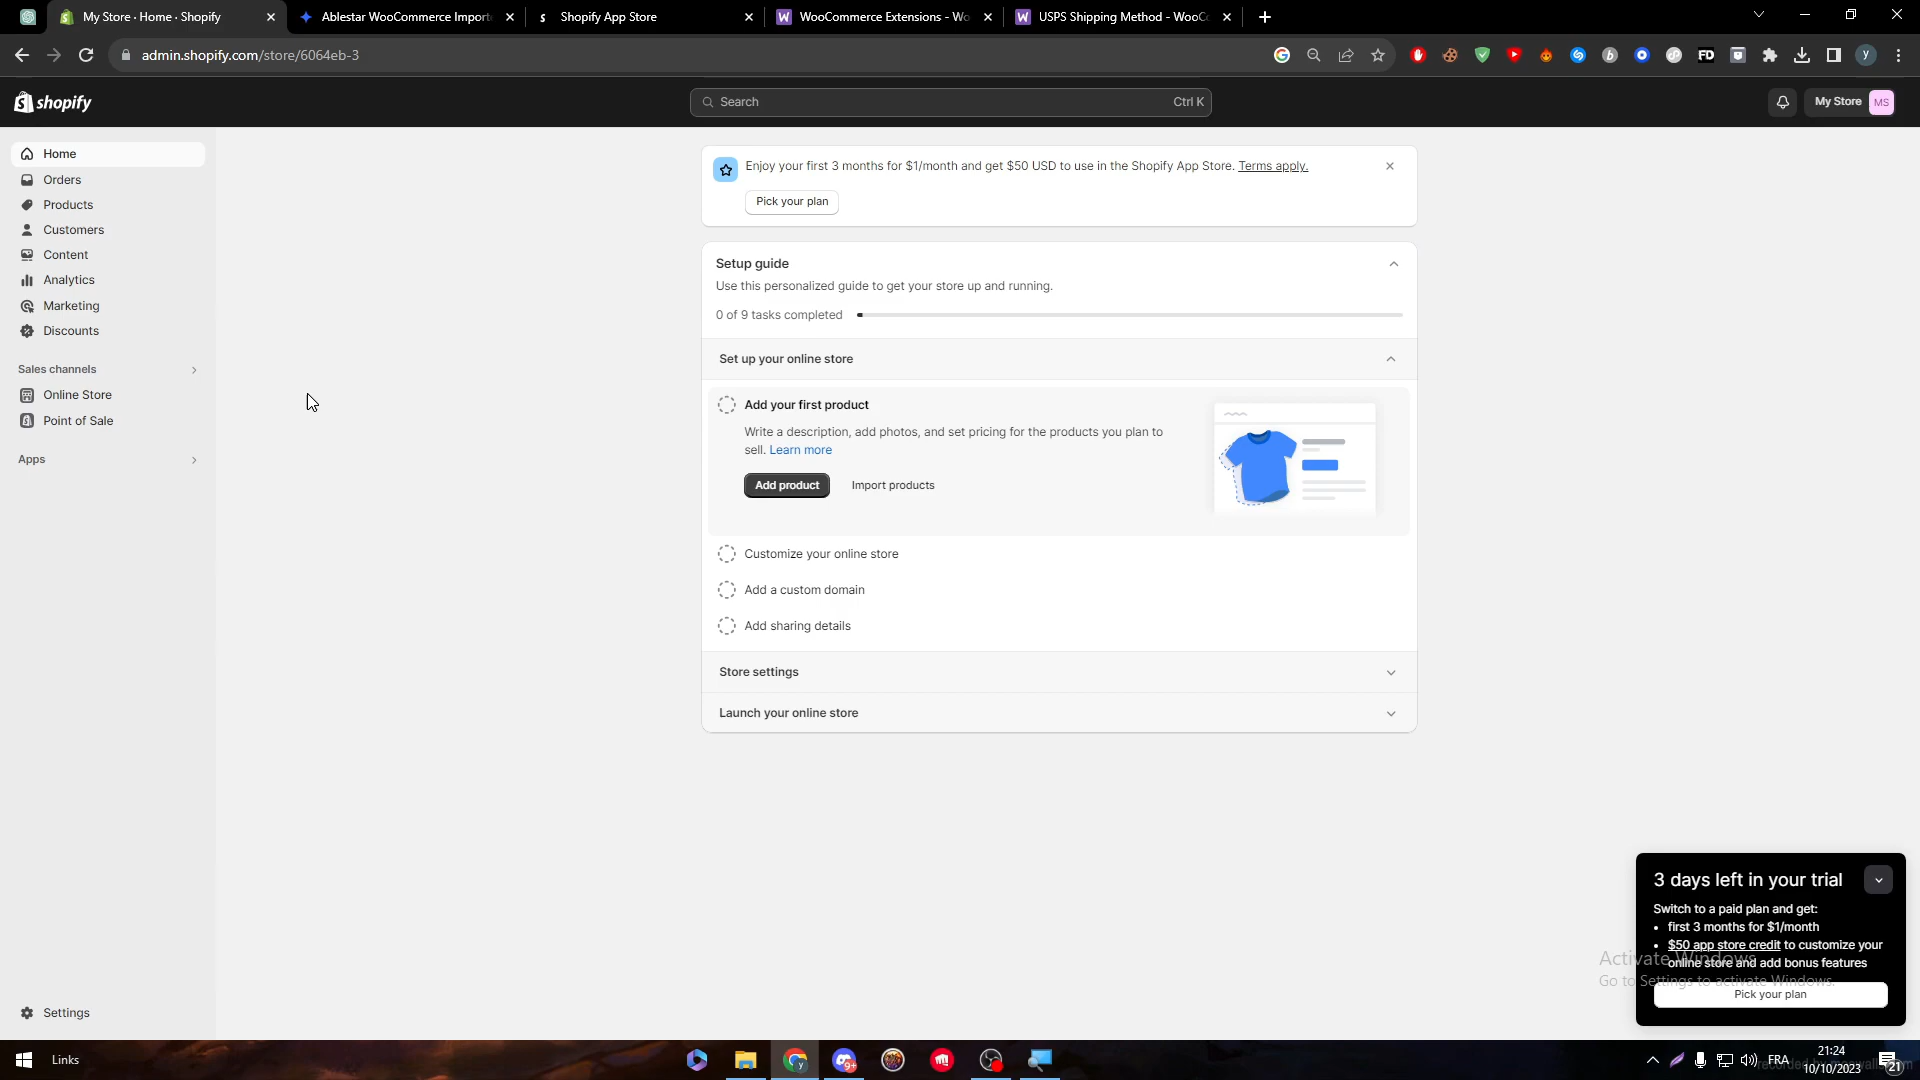 My Store · Home · Shopify
Ablestar WooCommerce Importe
Shopify App Store
WooCommerce Extensions - Wo
USPS Shipping Method - WooCo
admin.shopify.com/store/6064eb-3
FD
y
shopify
Search
Ctrl K
My Store
MS
Home
Orders
Products
Customers
Content
Analytics
Marketing
Discounts
Sales channels
Online Store
Point of Sale
Apps
Settings
Enjoy your first 3 months for $1/month and get $50 USD to use in the Shopify App Store. Terms apply.
Pick your plan
Setup guide
Use this personalized guide to get your store up and running.
0 of 9 tasks completed
Set up your online store
Add your first product
Write a description, add photos, and set pricing for the products you plan to
sell. Learn more
Add product
Import products
Customize your online store
Add a custom domain
Add sharing details
Store settings
Launch your online store
3 days left in your trial
Switch to a paid plan and get:
• first 3 months for $1/month
• $50 app store credit to customize your
online store and add bonus features
Pick your plan
Activate Windows
Go to Settings to activate Windows.
Links
9+
FRA
21:24
10/10/2023
21